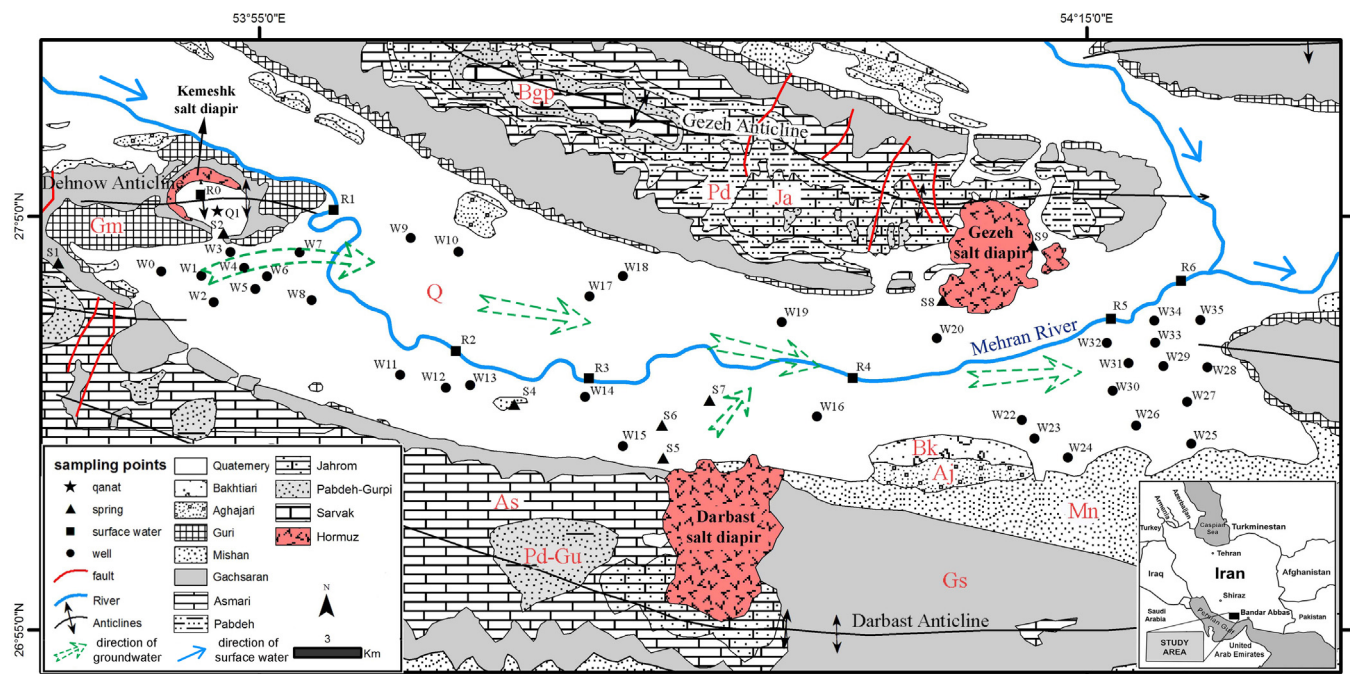 53°55'0"E
54°15'0"E
Kemeshk
salt diapir
Bgp
Gezeh Anticline
Dehnow Anticline
R0
R1
Q1
S2
Pd
Ja
27°5'0"N
Gm
S1
W3
W7
W9
W10
Gezeh
salt diapir
S9
W0
W1
W4
W6
W18
R6
W2
W5
W8
Q
W17
S8
W19
R5
W34
W35
W20
Mehran River
W33
R2
W32
W31
W29
W28
W11
R3
R4
W12
W13
W14
S4
S7
W30
W27
W16
W22
W26
S6
W23
W15
S5
W24
W25
Bk
Aj
As
Mn
Darbast
salt diapir
Pd-Gu
Gs
Darbast Anticline
26°55'0"N
sampling points
qanat
spring
surface water
well
fault
River
Anticlines
direction of
groundwater
Quaternery
Bakhtiari
Aghajari
Guri
Mishan
Gachsaran
Asmari
Pabdeh
direction of
surface water
Jahrom
Pabdeh-Gurpi
Sarvak
Hormuz
N
3
Km
Armenia
Azerbaijan
Caspian
Sea
Turkey
Turkminestan
Tehran
Iraq
Iran
Afghanistan
Shiraz
Saudi
Arabia
Bandar Abbas
Pakistan
Persian Gulf
STUDY
AREA
United
Arab Emirates